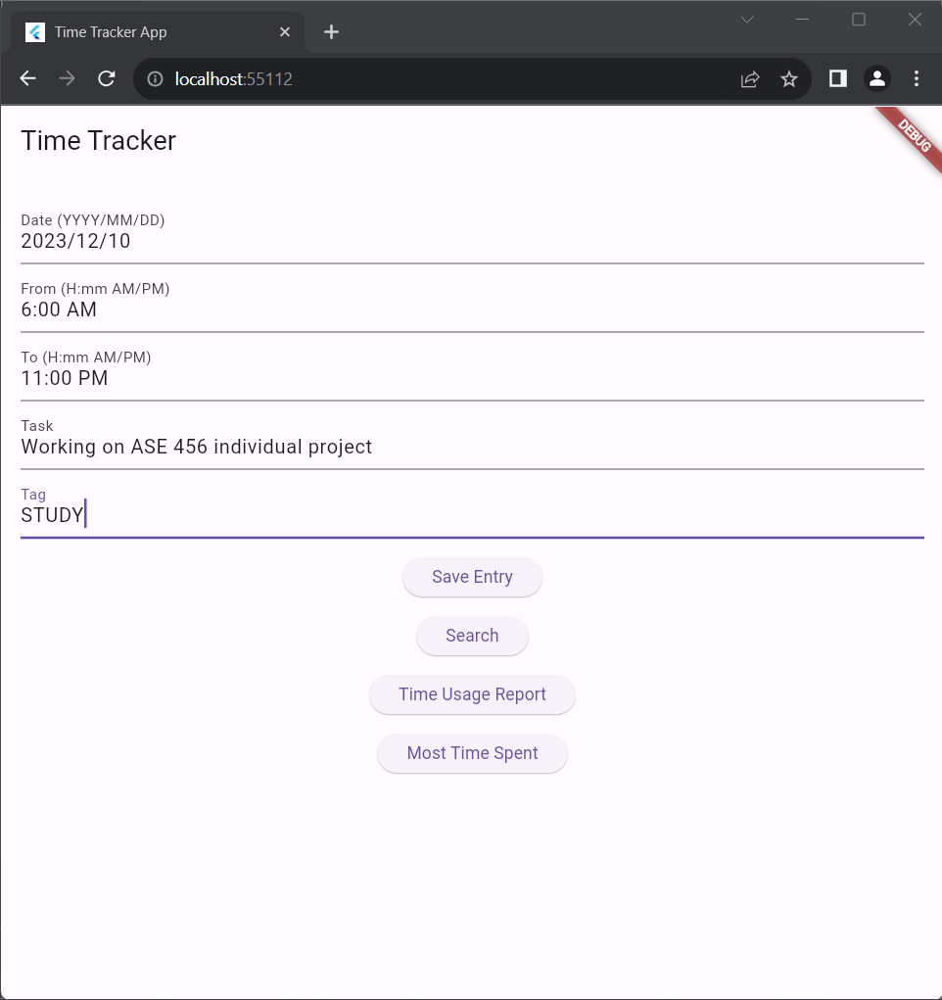 Time Tracker App
localhost:55112
Time Tracker
DEBUG
Date (YYYY/MM/DD)
2023/12/10
From (H:mm AM/PM)
6:00 AM
To (H:mm AM/PM)
11:00 PM
Task
Working on ASE 456 individual project
Tag
STUDY
Save Entry
Search
Time Usage Report
Most Time Spent